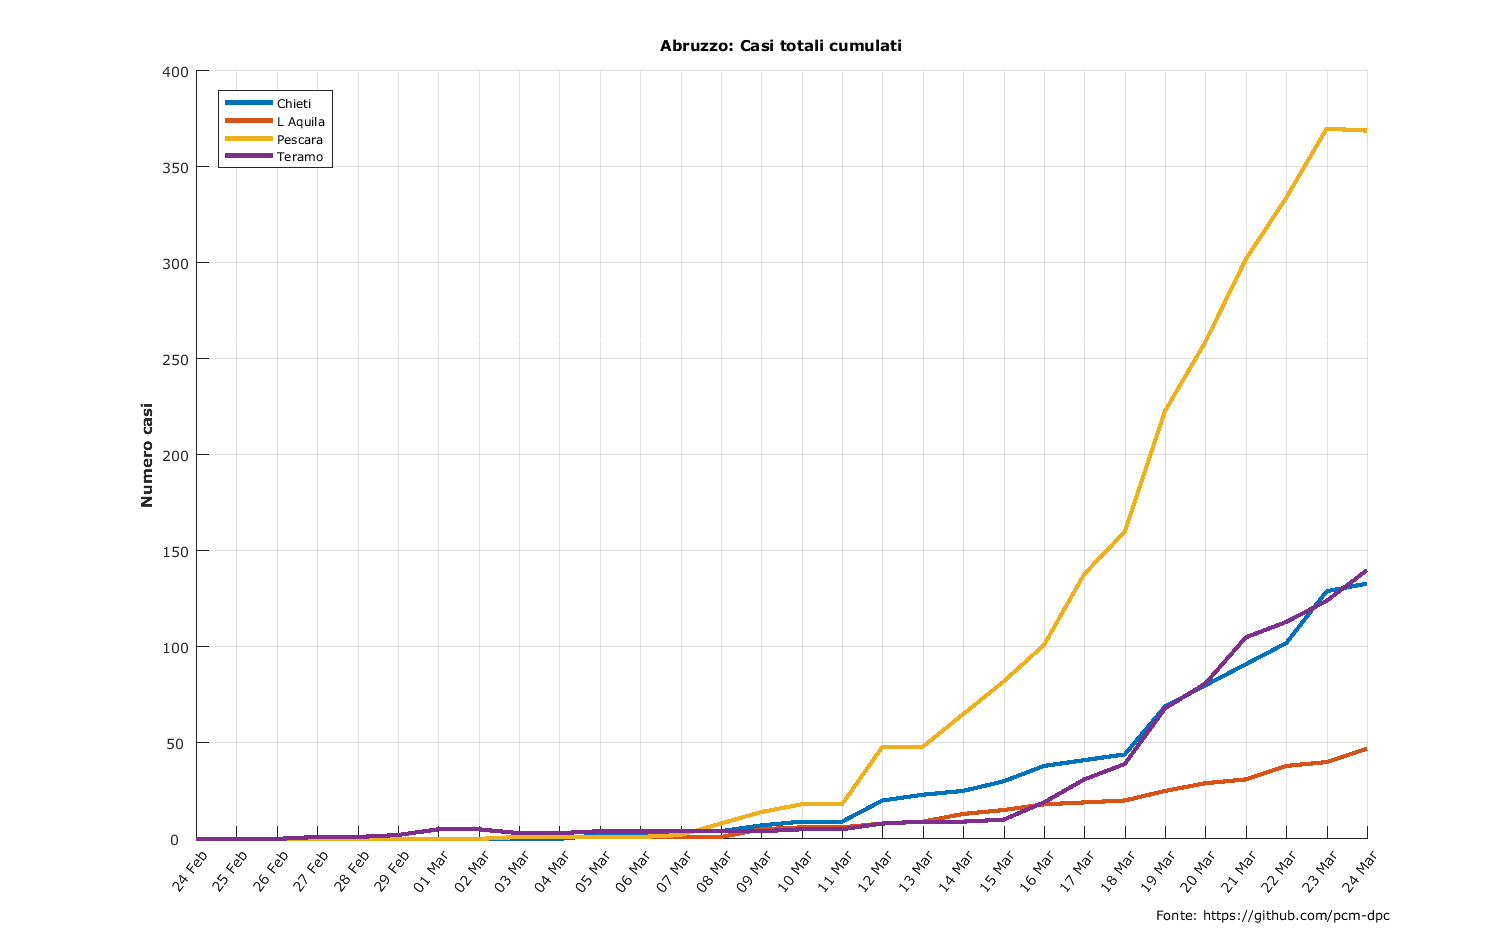 Abruzzo: Casi totali cumulati
400
350
300
250
200
150
100
50
0
Numero casi
Chieti
L Aquila
Pescara
Teramo
24 Feb
25 Feb
26 Feb
27 Feb
28 Feb
29 Feb
01 Mar
02 Mar
03 Mar
04 Mar
05 Mar
06 Mar
07 Mar
08 Mar
09 Mar
10 Mar
11 Mar
12 Mar
13 Mar
14 Mar
15 Mar
16 Mar
17 Mar
18 Mar
19 Mar
20 Mar
21 Mar
22 Mar
23 Mar
24 Mar
Fonte: https://github.com/pcm-dpc